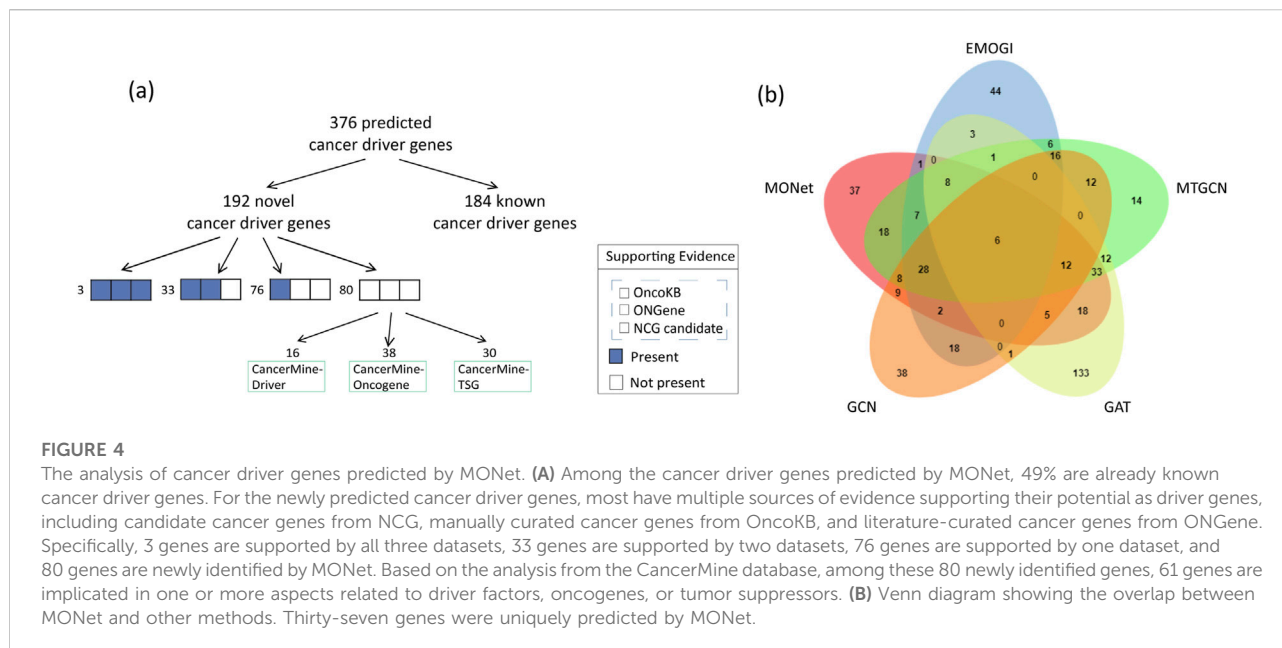 (a)
376 predicted
cancer driver genes
192 novel
cancer driver genes
184 known
cancer driver genes
3
33
76
80
16
38
30
CancerMine-
Driver
CancerMine-
Oncogene
CancerMine-
TSG
Supporting Evidence
OncoKB
ONGene
NCG candidate
Present
Not present
(b)
EMOGI
44
3
6
16
1
0
1
0
12
MONet
37
8
MTGCN
14
0
7
18
6
12
12
33
28
8
9
2
5
18
0
18
0
1
38
133
GCN
GAT
FIGURE 4
The analysis of cancer driver genes predicted by MONet. (A) Among the cancer driver genes predicted by MONet, 49% are already known
cancer driver genes. For the newly predicted cancer driver genes, most have multiple sources of evidence supporting their potential as driver genes,
including candidate cancer genes from NCG, manually curated cancer genes from OncoKB, and literature-curated cancer genes from ONGene.
Specifically, 3 genes are supported by all three datasets, 33 genes are supported by two datasets, 76 genes are supported by one dataset, and
80 genes are newly identified by MONet. Based on the analysis from the CancerMine database, among these 80 newly identified genes, 61 genes are
implicated in one or more aspects related to driver factors, oncogenes, or tumor suppressors. (B) Venn diagram showing the overlap between
MONet and other methods. Thirty-seven genes were uniquely predicted by MONet.